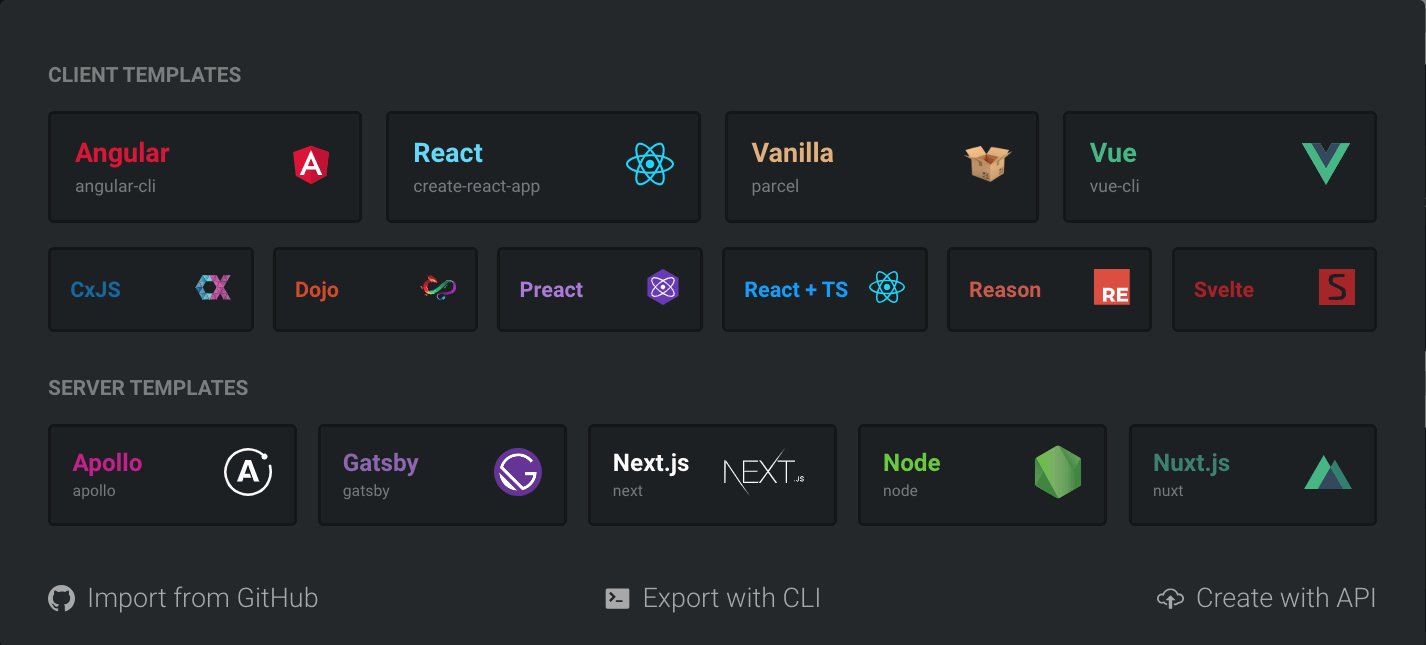 CLIENT TEMPLATES
Angular
angular-cli
A
React
create-react-app
Vanilla
parcel
Vue
vue-cli
CxJS
CX
Dojo
Preact
React + TS
Reason
RE
Svelte
S
SERVER TEMPLATES
Apollo
apollo
A
Gatsby
gatsby
G
Next.js
next
NEXT.JS
Node
node
Nuxt.js
nuxt
Import from GitHub
Export with CLI
Create with API